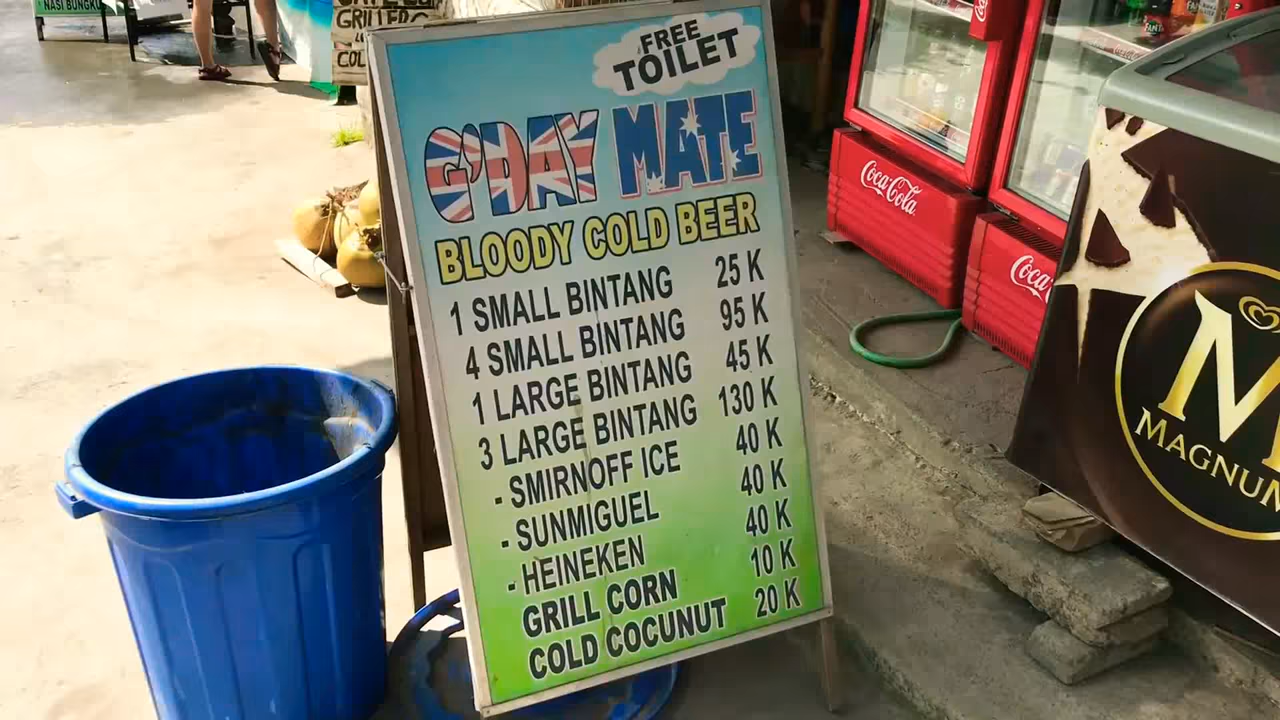 NASI BUNGKU
GRILLED
COL
FREE
TOILET
G'DAY MATE
BLOODY COLD BEER
1 SMALL BINTANG 25 K
4 SMALL BINTANG 95 K
1 LARGE BINTANG 45 K
3 LARGE BINTANG 130 K
- SMIRNOFF ICE 40 K
- SUNMIGUEL 40 K
- HEINEKEN 40 K
GRILL CORN 10 K
COLD COCUNUT 20 K
Coca-Cola
Coca
M
MAGNUM